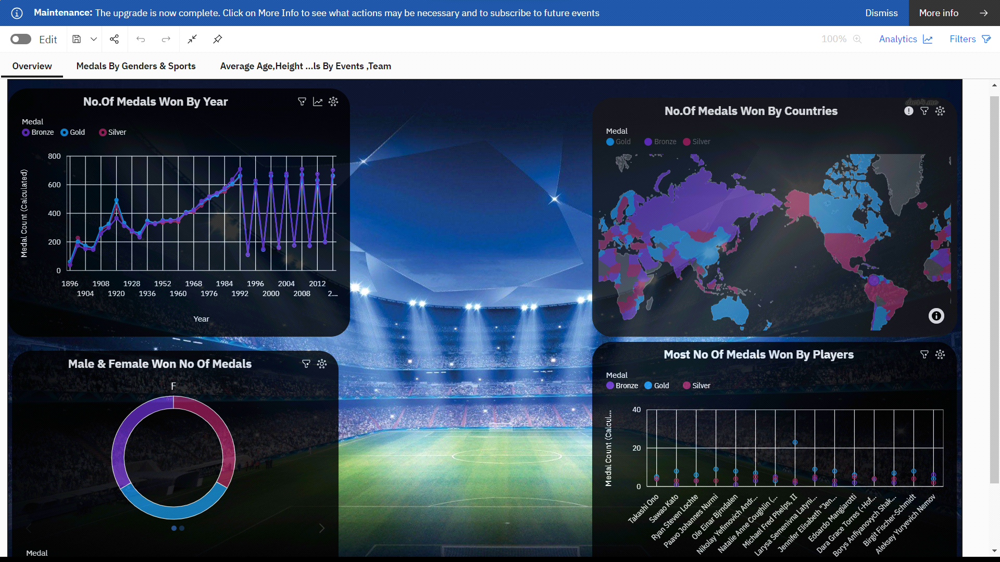 Maintenance: The upgrade is now complete. Click on More Info to see what actions may be necessary and to subscribe to future events
Dismiss
More info
Edit
100%
Analytics
Filters
Overview
Medals By Genders & Sports
Average Age,Height ...ls By Events ,Team
No.Of Medals Won By Year
Medal
Bronze Gold Silver
Medal Count (Calculated)
800
600
400
200
0
1896 1908 1928 1952 1968 1984 1996 2004 2012
1904 1920 1936 1960 1976 1992 2000 2008 2...
Year
No.Of Medals Won By Countries
Medal
Gold Bronze Silver
Male & Female Won No Of Medals
F
Medal
Most No Of Medals Won By Players
Medal
Bronze Gold Silver
Medal Count (Calcul...
40
20
0
Takashi Ono
Sawao Kato
Ryan Steven Lochte
Paavo Johannes Nurmi
Ole Einar Bjrndalen
Nikolay Yefimovich Andr...
Natalie Anne Coughlin (...
Michael Fred Phelps, II
Larysa Semenivna Latyni...
Jennifer Elisabeth "Jen...
Edoardo Mangiarotti
Dara Grace Torres (-Hof...
Borys Anfiyanovych Shak...
Birgit Fischer-Schmidt
Aleksey Yuryevich Nemov